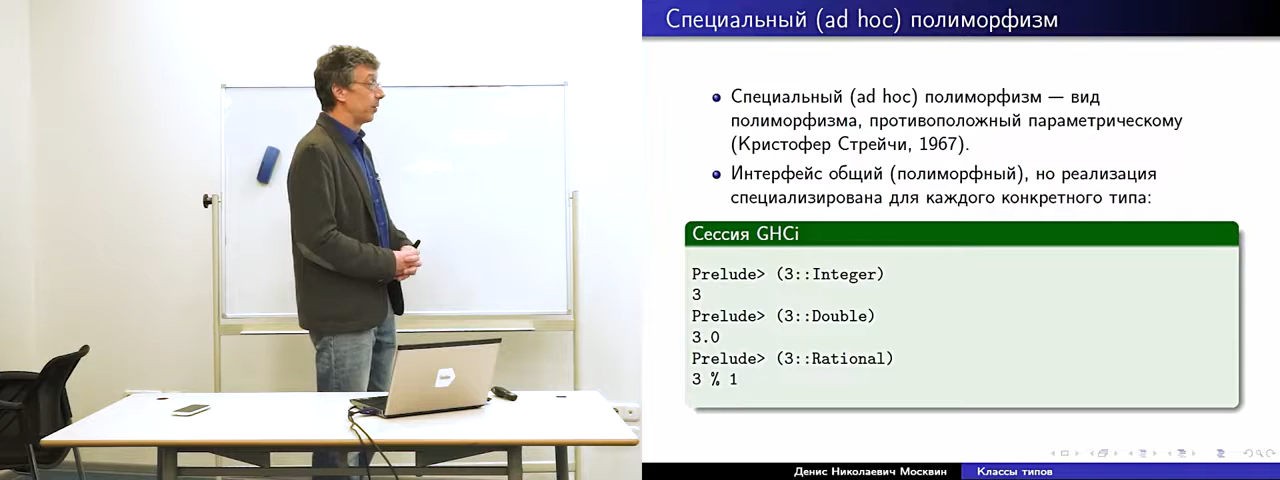 Специальный (ad hoc) полиморфизм
Специальный (ad hoc) полиморфизм — вид
полиморфизма, противоположный параметрическому
(Кристофер Стрейчи, 1967).
Интерфейс общий (полиморфный), но реализация
специализирована для каждого конкретного типа:
Сессия GHCi
Prelude> (3::Integer)
3
Prelude> (3::Double)
3.0
Prelude> (3::Rational)
3 % 1
Денис Николаевич Москвин
Классы типов